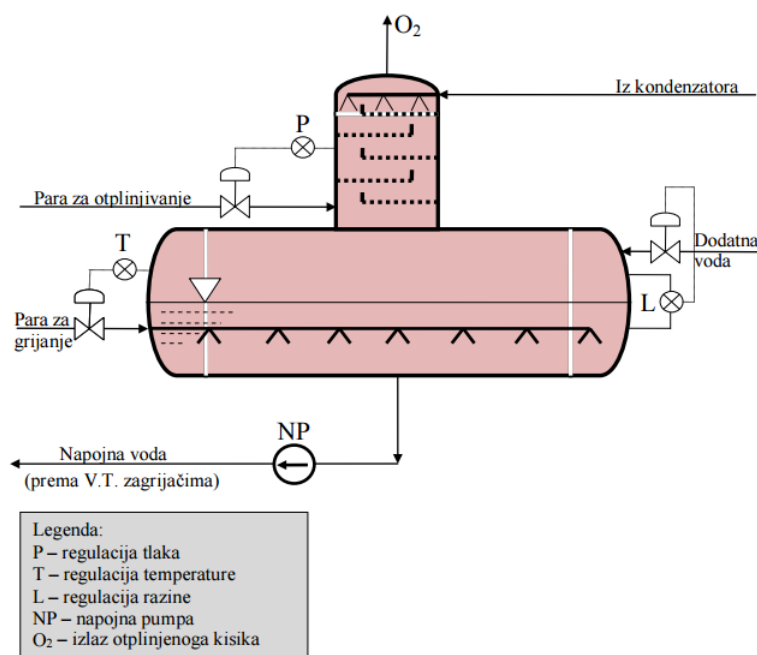 O₂
Iz kondenzatora
P
Para za otplinjivanje
T
Dodatna
voda
L
Para za
grijanje
NP
Napojna voda
(prema V.T. zagrijačima)
Legenda:
P – regulacija tlaka
T – regulacija temperature
L – regulacija razine
NP – napojna pumpa
O₂ – izlaz otplinjenoga kisika